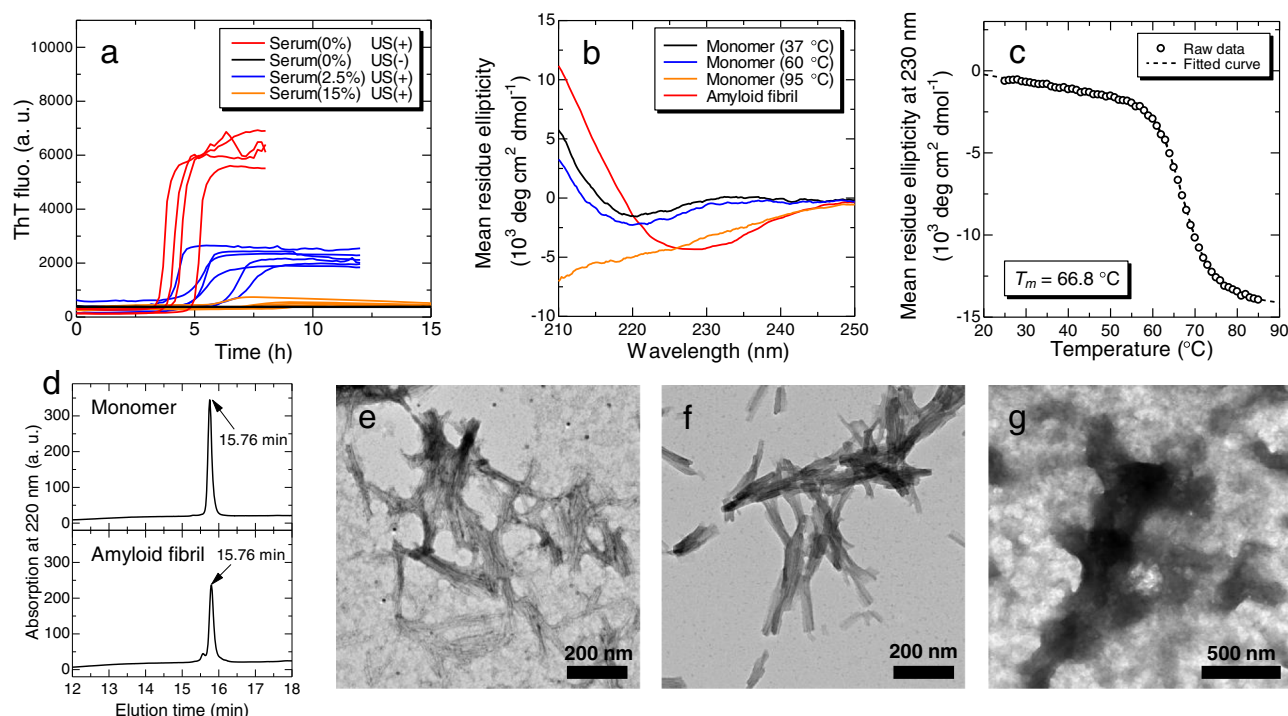 a
Serum(0%) US(+)
Serum(0%) US(-)
Serum(2.5%) US(+)
Serum(15%) US(+)
ThT fluo. (a. u.)
10000
8000
6000
4000
2000
0
0 5 10 15
Time (h)
b
Monomer (37 °C)
Monomer (60 °C)
Monomer (95 °C)
Amyloid fibril
Mean residue ellipticity
(10³ deg cm² dmol⁻¹)
15
10
5
0
-5
-10
210 220 230 240 250
Wavelength (nm)
c
Raw data
Fitted curve
Mean residue ellipticity at 230 nm
(10³ deg cm² dmol⁻¹)
0
-5
-10
-15
Tm = 66.8 °C
20 30 40 50 60 70 80 90
Temperature (°C)
d
Monomer
15.76 min
300
200
100
0
Amyloid fibril
15.76 min
300
200
100
0
Absorption at 220 nm (a. u.)
12 13 14 15 16 17 18
Elution time (min)
e
200 nm
f
200 nm
g
500 nm